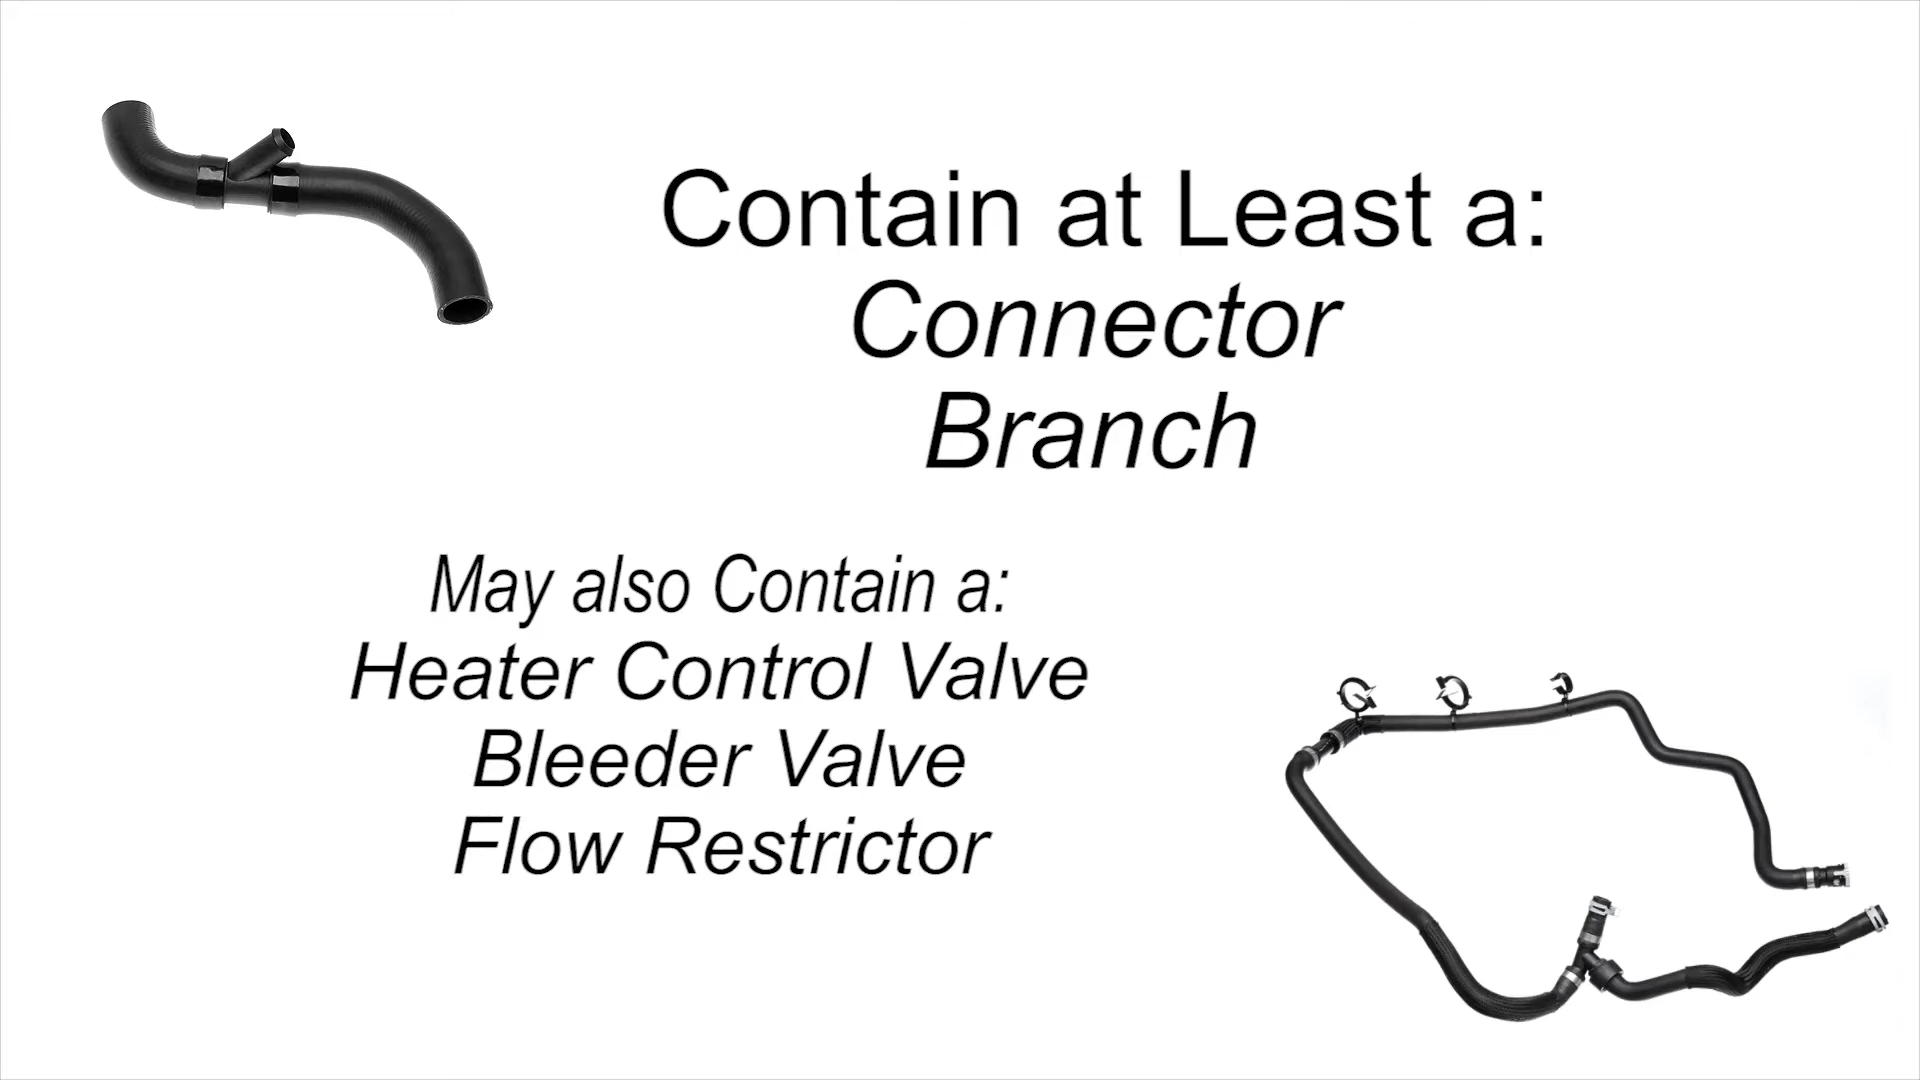 Contain at Least a:
Connector
Branch
May also Contain a:
Heater Control Valve
Bleeder Valve
Flow Restrictor